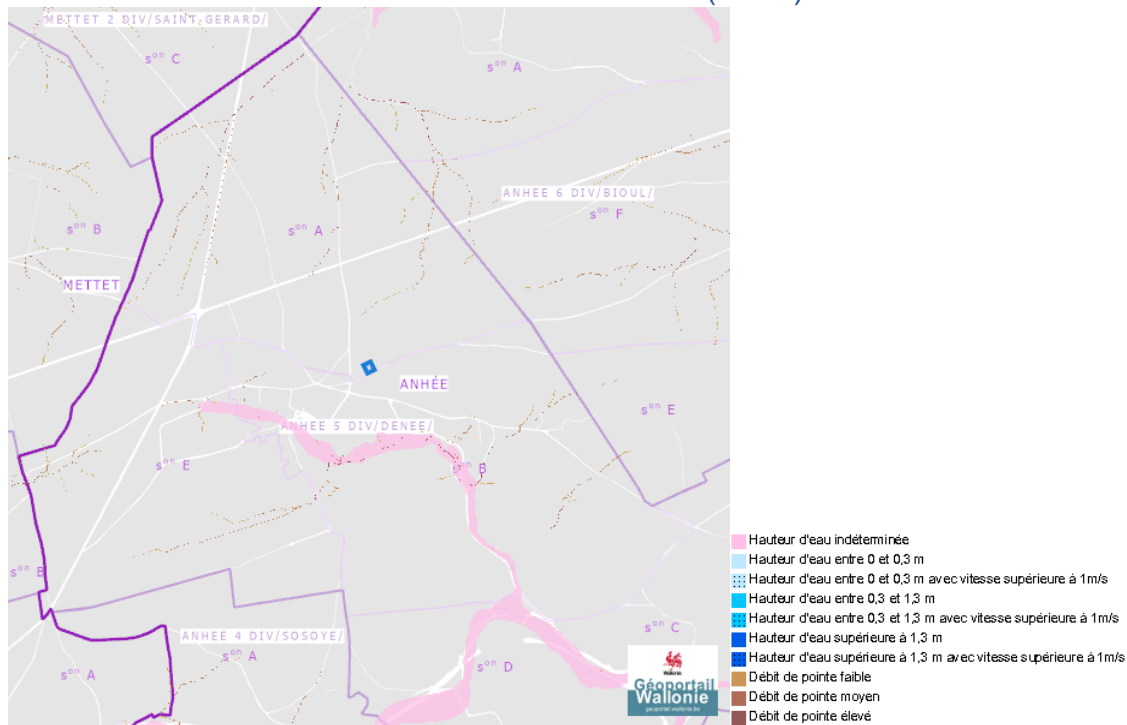 METTET 2 DIV/SAINT-GERARD/
sᵒⁿ C
sᵒⁿ A
ANHEE 6 DIV/BIOUL/
sᵒⁿ F
sᵒⁿ B
sᵒⁿ A
METTET
ANHÉE
sᵒⁿ E
ANHEE 5 DIV/DENEE/
sᵒⁿ E
sᵒⁿ B
sᵒⁿ B
ANHEE 4 DIV/SOSOYE/
sᵒⁿ C
sᵒⁿ A
sᵒⁿ A
sᵒⁿ D
Wallonie
Géoportail
Wallonie
geoportail.wallonie.be
Hauteur d'eau indéterminée
Hauteur d'eau entre 0 et 0,3 m
Hauteur d'eau entre 0 et 0,3 m avec vitesse supérieure à 1m/s
Hauteur d'eau entre 0,3 et 1,3 m
Hauteur d'eau entre 0,3 et 1,3 m avec vitesse supérieure à 1m/s
Hauteur d'eau supérieure à 1,3 m
Hauteur d'eau supérieure à 1,3 m avec vitesse supérieure à 1m/s
Débit de pointe faible
Débit de pointe moyen
Débit de pointe élevé